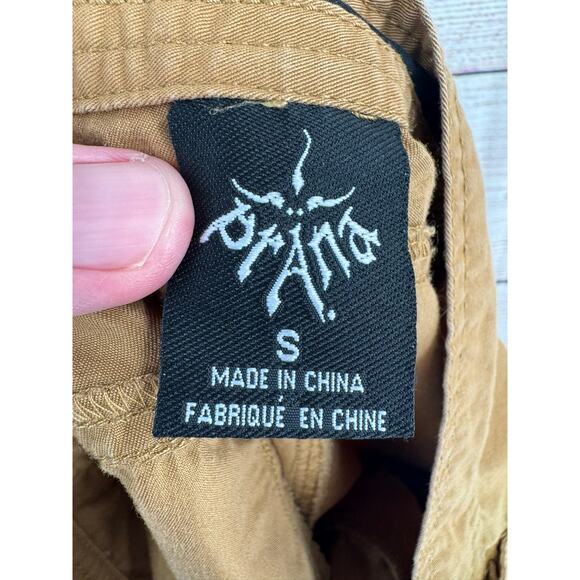 prAna.
S
MADE IN CHINA
FABRIQUÉ EN CHINE